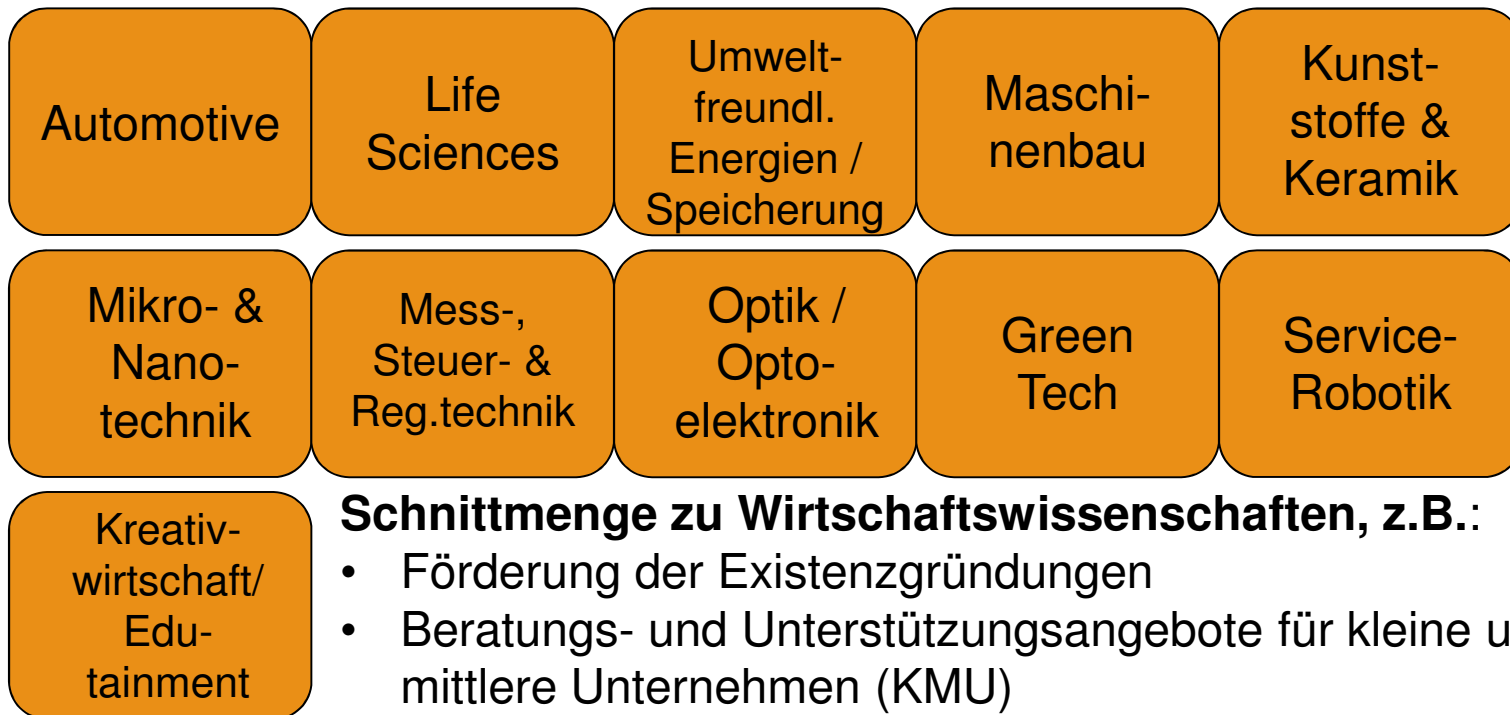 Automotive
Life
Sciences
Umwelt-
freundl.
Energien /
Speicherung
Maschi-
nenbau
Kunst-
stoffe &
Keramik
Mikro- &
Nano-
technik
Mess-,
Steuer- &
Reg.technik
Optik /
Opto-
elektronik
Green
Tech
Service-
Robotik
Kreativ-
wirtschaft/
Edu-
tainment
Schnittmenge zu Wirtschaftswissenschaften, z.B.:
• Förderung der Existenzgründungen
• Beratungs- und Unterstützungsangebote für kleine u
mittlere Unternehmen (KMU)